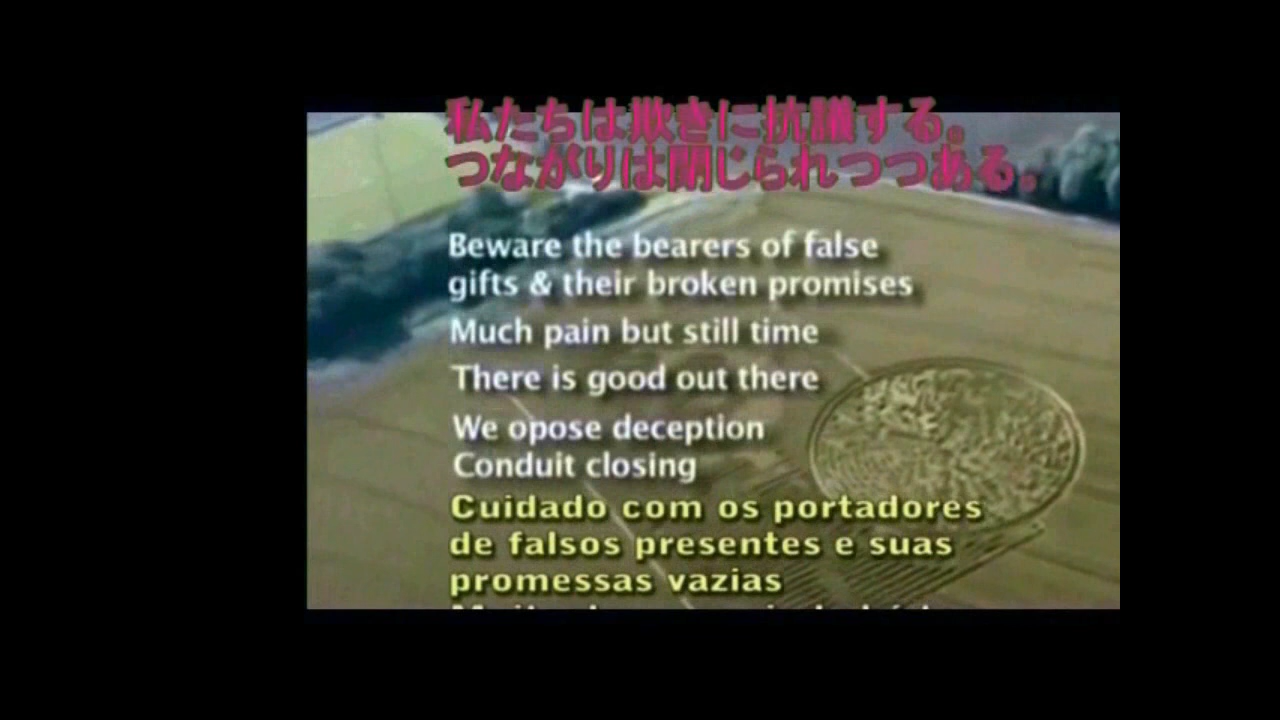 私たちは欺きに抗議する。
つながりは閉じられつつある。
Beware the bearers of false
gifts & their broken promises
Much pain but still time
There is good out there
We opose deception
Conduit closing
Cuidado com os portadores
de falsos presentes e suas
promessas vazias